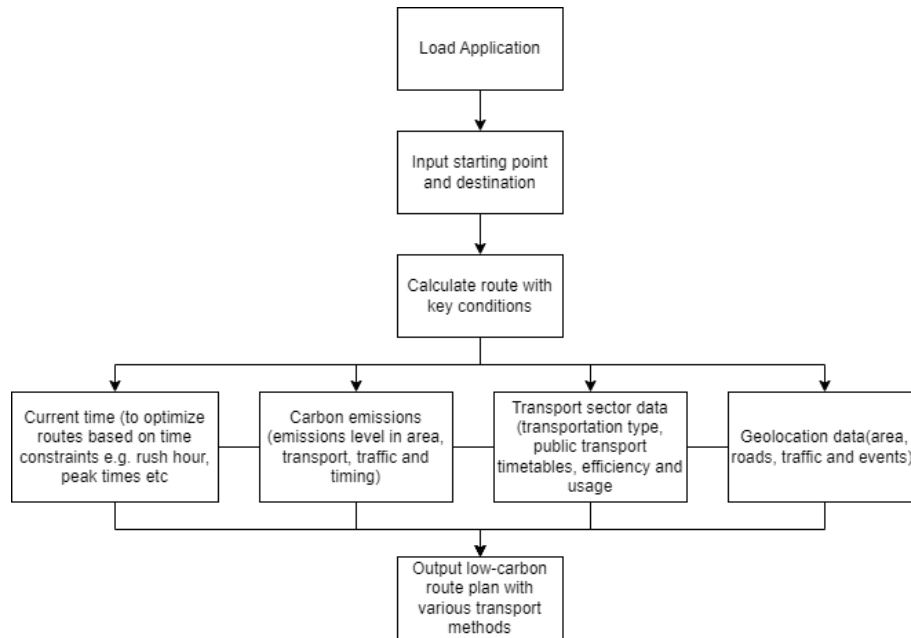 Load Application
Input starting point
and destination
Calculate route with
key conditions
Current time (to optimize
routes based on time
constraints e.g. rush hour,
peak times etc
Carbon emissions
(emissions level in area,
transport, traffic and
timing)
Transport sector data
(transportation type,
public transport
timetables, efficiency and
usage
Geolocation data(area,
roads, traffic and events)
Output low-carbon
route plan with
various transport
methods